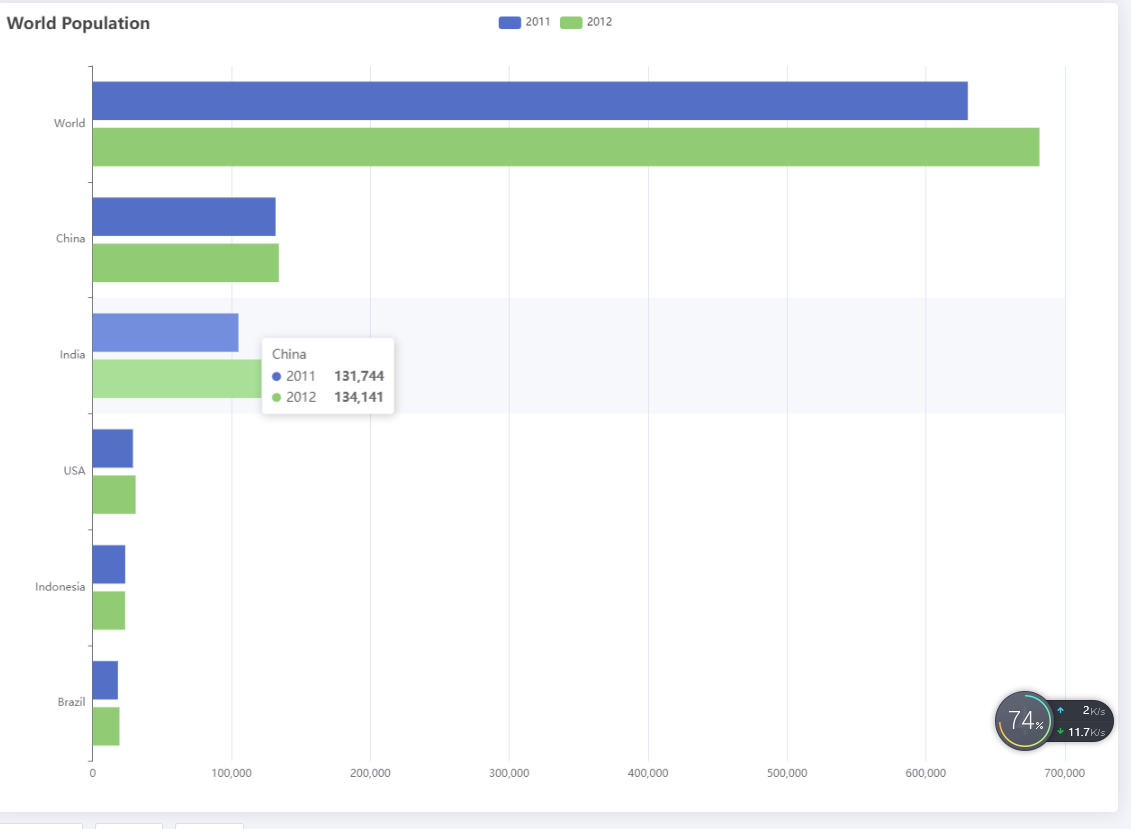 World Population
2011 2012
World
China
India
China
2011 131,744
2012 134,141
USA
Indonesia
Brazil
74%
2K/s
11.7K/s
0 100,000 200,000 300,000 400,000 500,000 600,000 700,000